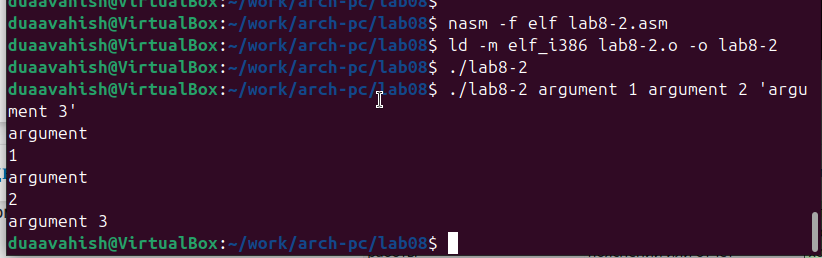 duaavahish@VirtualBox:~/work/arch-pc/lab08$
duaavahish@VirtualBox:~/work/arch-pc/lab08$ nasm -f elf lab8-2.asm
duaavahish@VirtualBox:~/work/arch-pc/lab08$ ld -m elf_i386 lab8-2.o -o lab8-2
duaavahish@VirtualBox:~/work/arch-pc/lab08$ ./lab8-2
duaavahish@VirtualBox:~/work/arch-pc/lab08$ ./lab8-2 argument 1 argument 2 'argu
ment 3'
argument
1
argument
2
argument 3
duaavahish@VirtualBox:~/work/arch-pc/lab08$